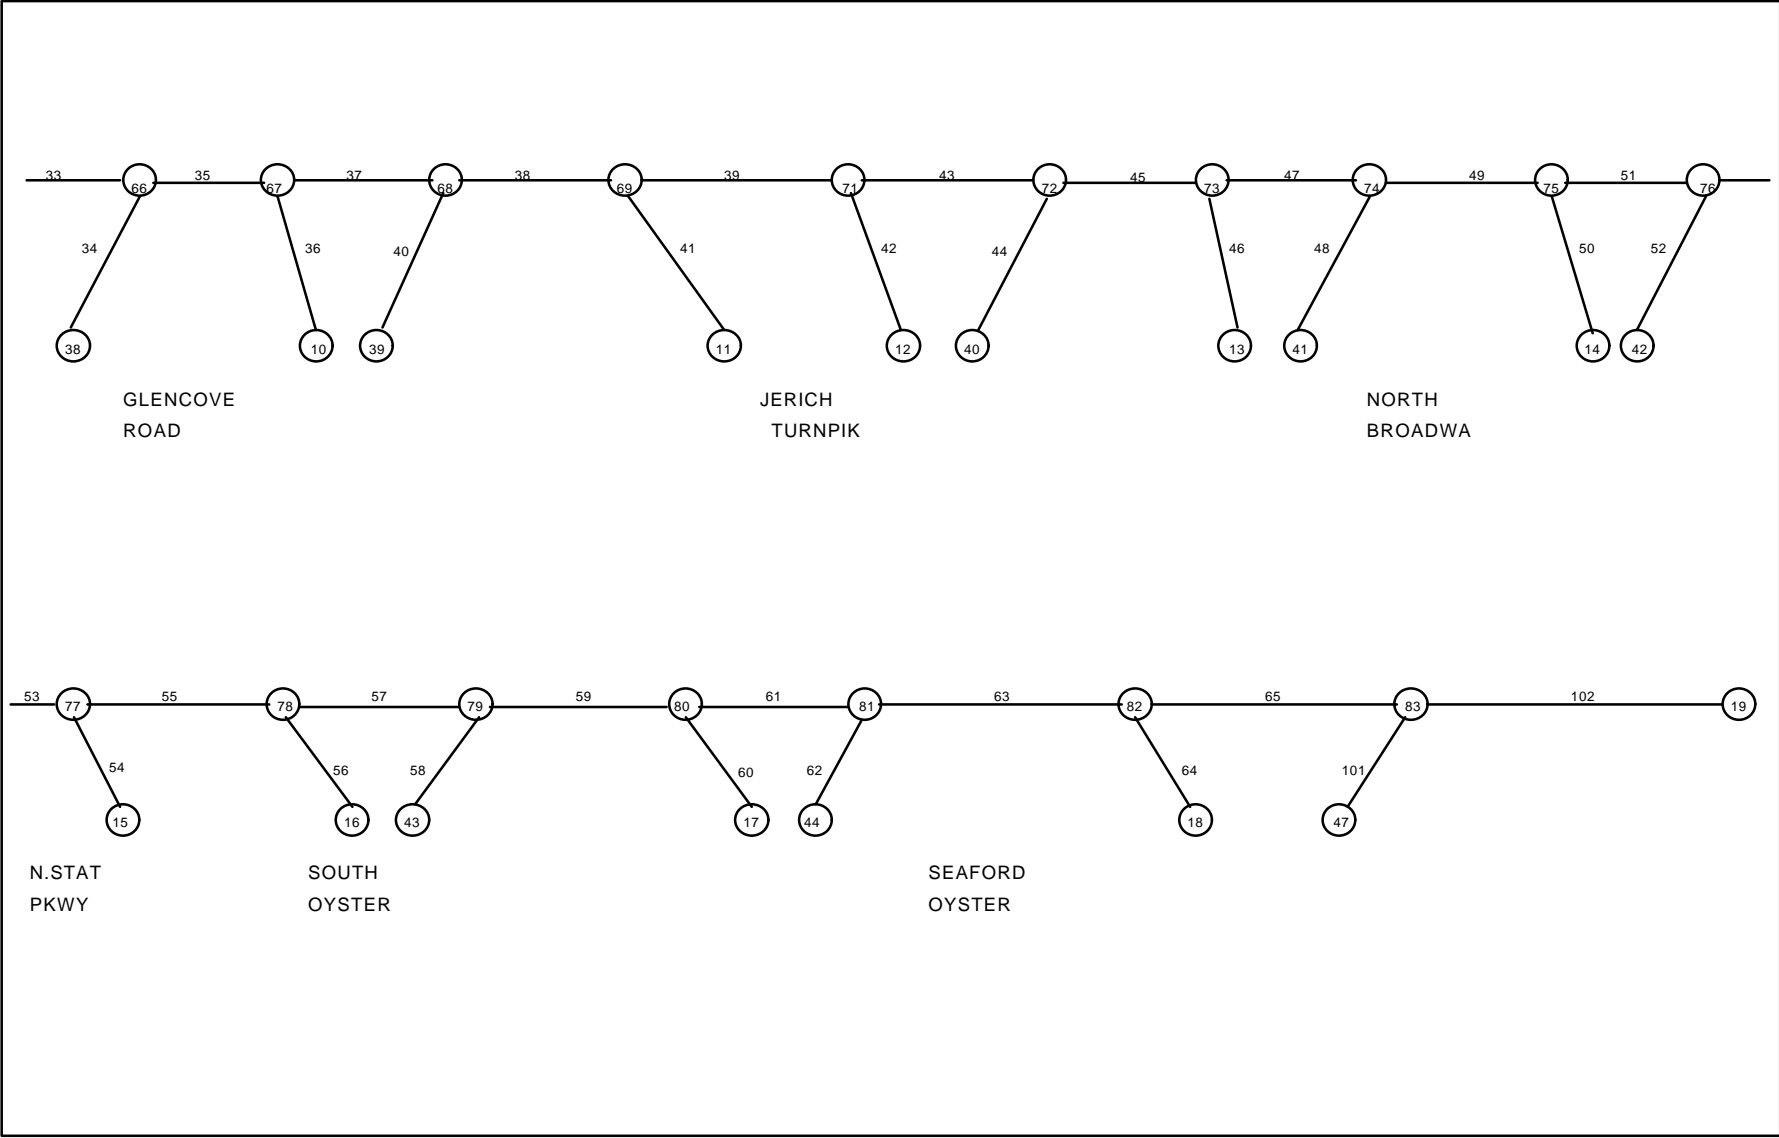 33 35 37 38 39 43 45 47 49 51
66 67 68 69 71 72 73 74 75 76
34 36 40 41 42 44 46 48 50 52
38 10 39 11 12 40 13 41 14 42
GLENCOVE JERICH NORTH
ROAD TURNPIK BROADWA
53 55 57 59 61 63 65 102
77 78 79 80 81 82 83 19
54 56 58 60 62 64 101
15 16 43 17 44 18 47
N.STAT SOUTH SEAFORD
PKWY OYSTER OYSTER